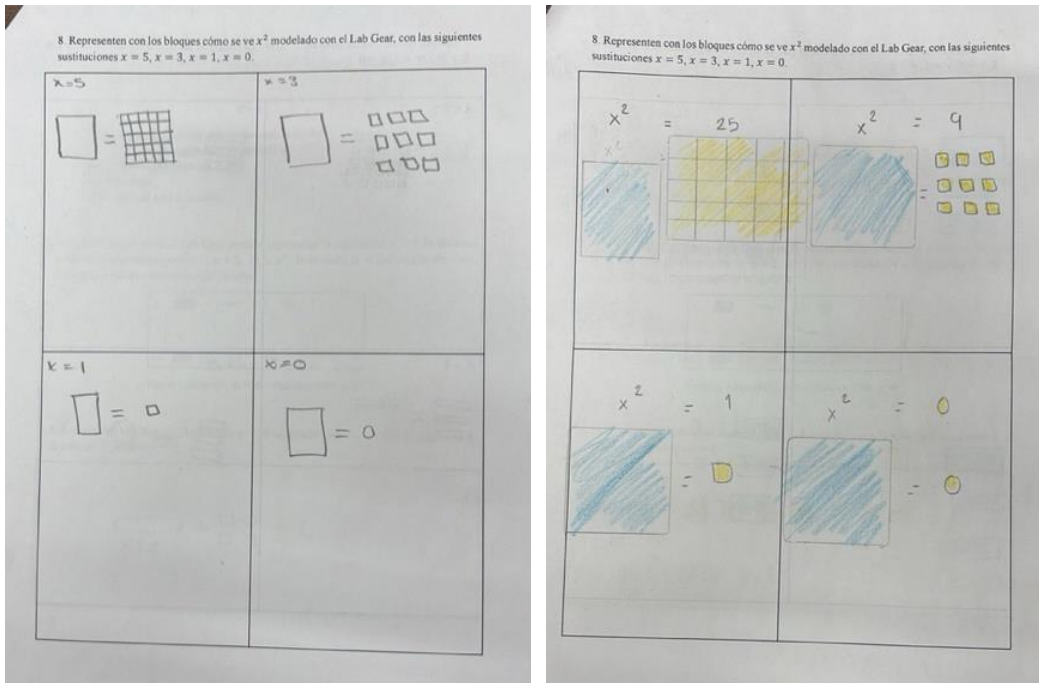 8. Representen con los bloques cómo se ve x² modelado con el Lab Gear, con las siguientes
sustituciones x = 5, x = 3, x = 1, x = 0.
x=5
x=3
=
=
x=1
x=0
=
= 0
8. Representen con los bloques cómo se ve x² modelado con el Lab Gear, con las siguientes
sustituciones x = 5, x = 3, x = 1, x = 0.
x² = 25
x² = 9
x²
=
=
x² = 1
x² = 0
=
= 0